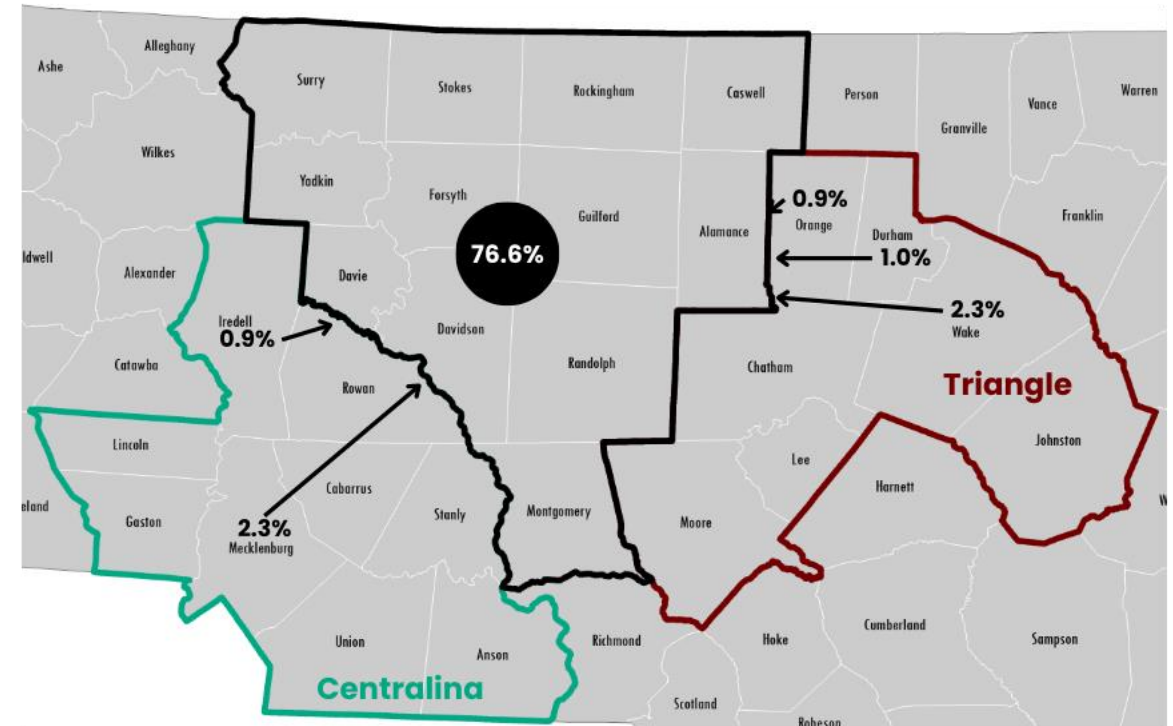 Alleghany
Ashe
Surry
Stokes
Rockingham
Caswell
Person
Vance
Warren
Granville
Wilkes
Yadkin
Forsyth
Guilford
Alamance
0.9%
Orange
Durham
1.0%
Franklin
76.6%
ldwell
Alexander
Davie
Iredell
0.9%
Davidson
Randolph
2.3%
Wake
Catawba
Rowan
Chatham
Triangle
Johnston
Lincoln
Lee
Harnett
Cabarrus
Stanly
Montgomery
Moore
eland
Gaston
2.3%
Mecklenburg
W
Union
Anson
Richmond
Hoke
Cumberland
Sampson
Centralina
Scotland
Robeson